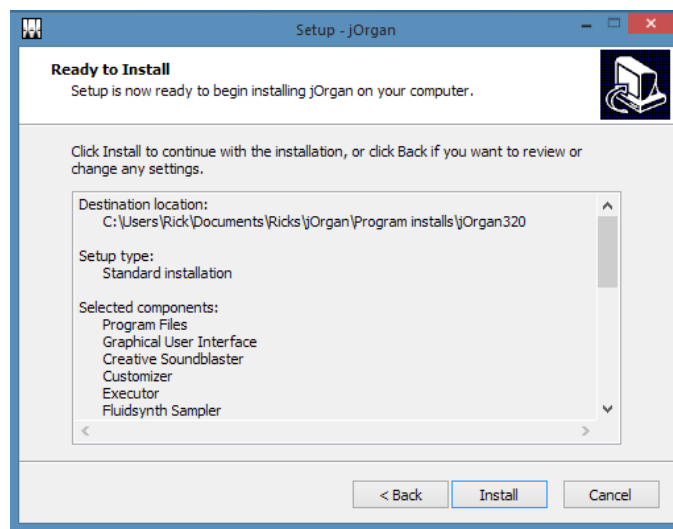 Setup - jOrgan
Ready to Install
Setup is now ready to begin installing jOrgan on your computer.
Click Install to continue with the installation, or click Back if you want to review or
change any settings.
Destination location:
C:\Users\Rick\Documents\Ricks\jOrgan\Program installs\jOrgan320
Setup type:
Standard installation
Selected components:
Program Files
Graphical User Interface
Creative Soundblaster
Customizer
Executor
Fluidsynth Sampler
< Back
Install
Cancel